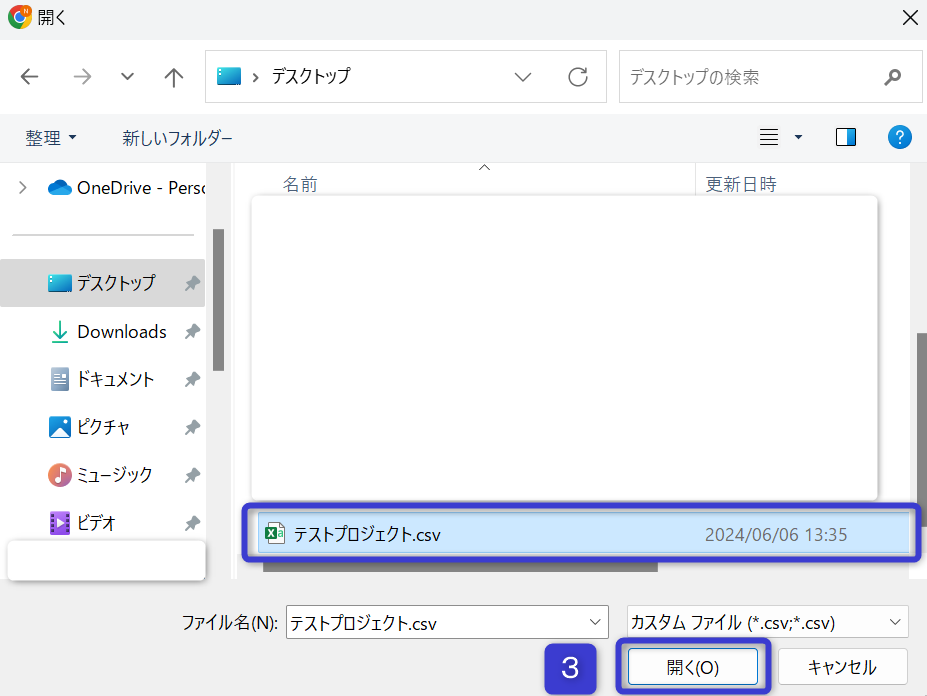 開く
デスクトップ
デスクトップの検索
整理
新しいフォルダー
OneDrive - Perso
名前
更新日時
デスクトップ
Downloads
ドキュメント
ピクチャ
ミュージック
ビデオ
テストプロジェクト.csv
2024/06/06 13:35
ファイル名(N):
テストプロジェクト.csv
カスタム ファイル (*.csv;*.csv)
3
開く(O)
キャンセル